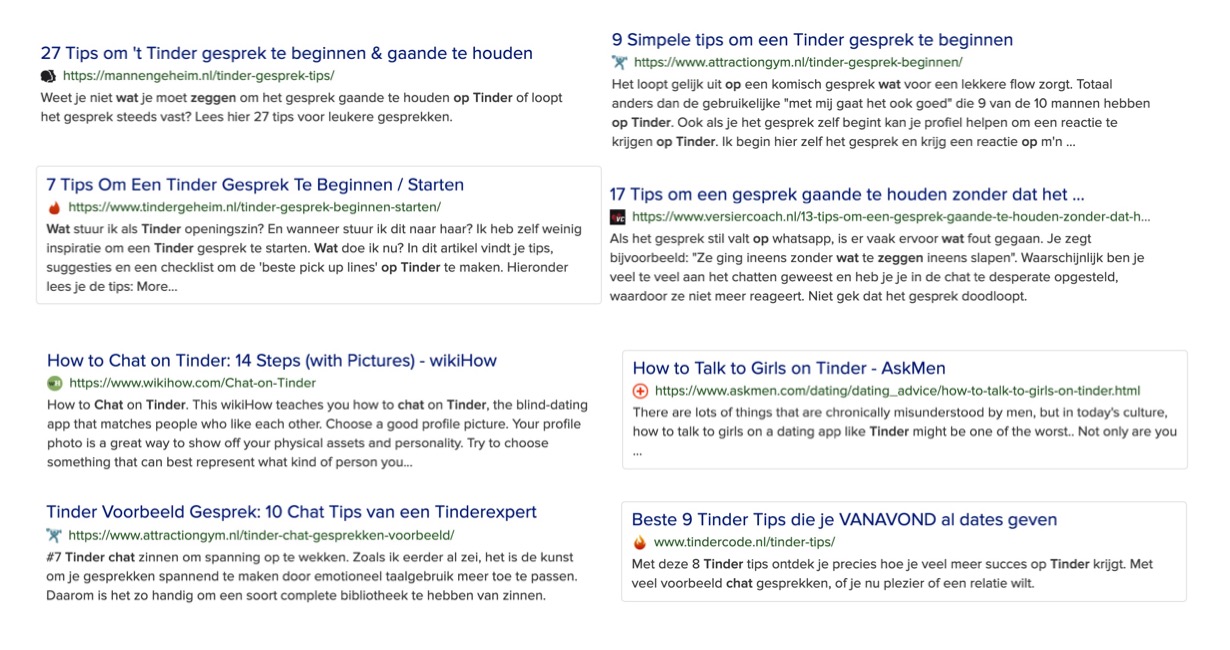 27 Tips om 't Tinder gesprek te beginnen & gaande te houden
https://mannengeheim.nl/tinder-gesprek-tips/
Weet je niet wat je moet zeggen om het gesprek gaande te houden op Tinder of loopt
het gesprek steeds vast? Lees hier 27 tips voor leukere gesprekken.
9 Simpele tips om een Tinder gesprek te beginnen
https://www.attractiongym.nl/tinder-gesprek-beginnen/
Het loopt gelijk uit op een komisch gesprek wat voor een lekkere flow zorgt. Totaal
anders dan de gebruikelijke "met mij gaat het ook goed" die 9 van de 10 mannen hebben
op Tinder. Ook als je het gesprek zelf begint kan je profiel helpen om een reactie te
krijgen op Tinder. Ik begin hier zelf het gesprek en krijg een reactie op m'n ...
7 Tips Om Een Tinder Gesprek Te Beginnen / Starten
https://www.tindergeheim.nl/tinder-gesprek-beginnen-starten/
Wat stuur ik als Tinder openingszin? En wanneer stuur ik dit naar haar? Ik heb zelf weinig
inspiratie om een Tinder gesprek te starten. Wat doe ik nu? In dit artikel vindt je tips,
suggesties en een checklist om de 'beste pick up lines' op Tinder te maken. Hieronder
lees je de tips: More...
17 Tips om een gesprek gaande te houden zonder dat het ...
VC
https://www.versiercoach.nl/13-tips-om-een-gesprek-gaande-te-houden-zonder-dat-h...
Als het gesprek stil valt op whatsapp, is er vaak ervoor wat fout gegaan. Je zegt
bijvoorbeeld: "Ze ging ineens zonder wat te zeggen ineens slapen". Waarschijnlijk ben je
veel te veel aan het chatten geweest en heb je je in de chat te desperate opgesteld,
waardoor ze niet meer reageert. Niet gek dat het gesprek doodloopt.
How to Chat on Tinder: 14 Steps (with Pictures) - wikiHow
https://www.wikihow.com/Chat-on-Tinder
How to Chat on Tinder. This wikiHow teaches you how to chat on Tinder, the blind-dating
app that matches people who like each other. Choose a good profile picture. Your profile
photo is a great way to show off your physical assets and personality. Try to choose
something that can best represent what kind of person you...
How to Talk to Girls on Tinder - AskMen
https://www.askmen.com/dating/dating_advice/how-to-talk-to-girls-on-tinder.html
There are lots of things that are chronically misunderstood by men, but in today's culture,
how to talk to girls on a dating app like Tinder might be one of the worst.. Not only are you
...
Tinder Voorbeeld Gesprek: 10 Chat Tips van een Tinderexpert
https://www.attractiongym.nl/tinder-chat-gesprekken-voorbeeld/
#7 Tinder chat zinnen om spanning op te wekken. Zoals ik eerder al zei, het is de kunst
om je gesprekken spannend te maken door emotioneel taalgebruik meer toe te passen.
Daarom is het zo handig om een soort complete bibliotheek te hebben van zinnen.
Beste 9 Tinder Tips die je VANAVOND al dates geven
www.tindercode.nl/tinder-tips/
Met deze 8 Tinder tips ontdek je precies hoe je veel meer succes op Tinder krijgt. Met
veel voorbeeld chat gesprekken, of je nu plezier of een relatie wilt.